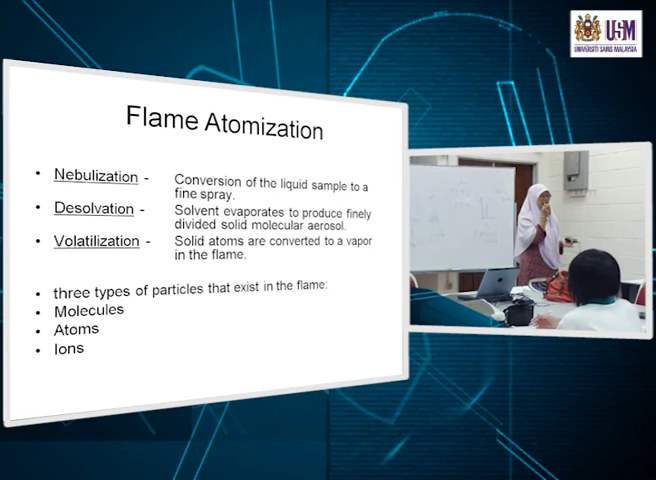 USM
UNIVERSITI SAINS MALAYSIA
Flame Atomization
• Nebulization - Conversion of the liquid sample to a
fine spray.
• Desolvation - Solvent evaporates to produce finely
divided solid molecular aerosol.
• Volatilization - Solid atoms are converted to a vapor
in the flame.
• three types of particles that exist in the flame:
• Molecules
• Atoms
• Ions